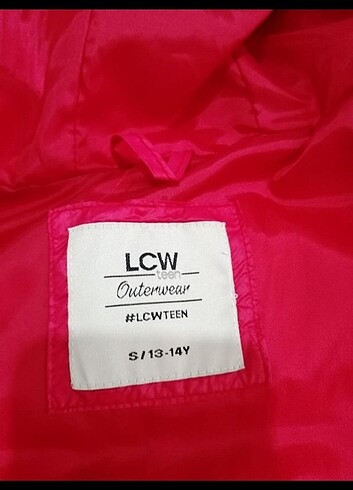 LCW
teen
Outerwear
#LCWTEEN
S/13-14Y